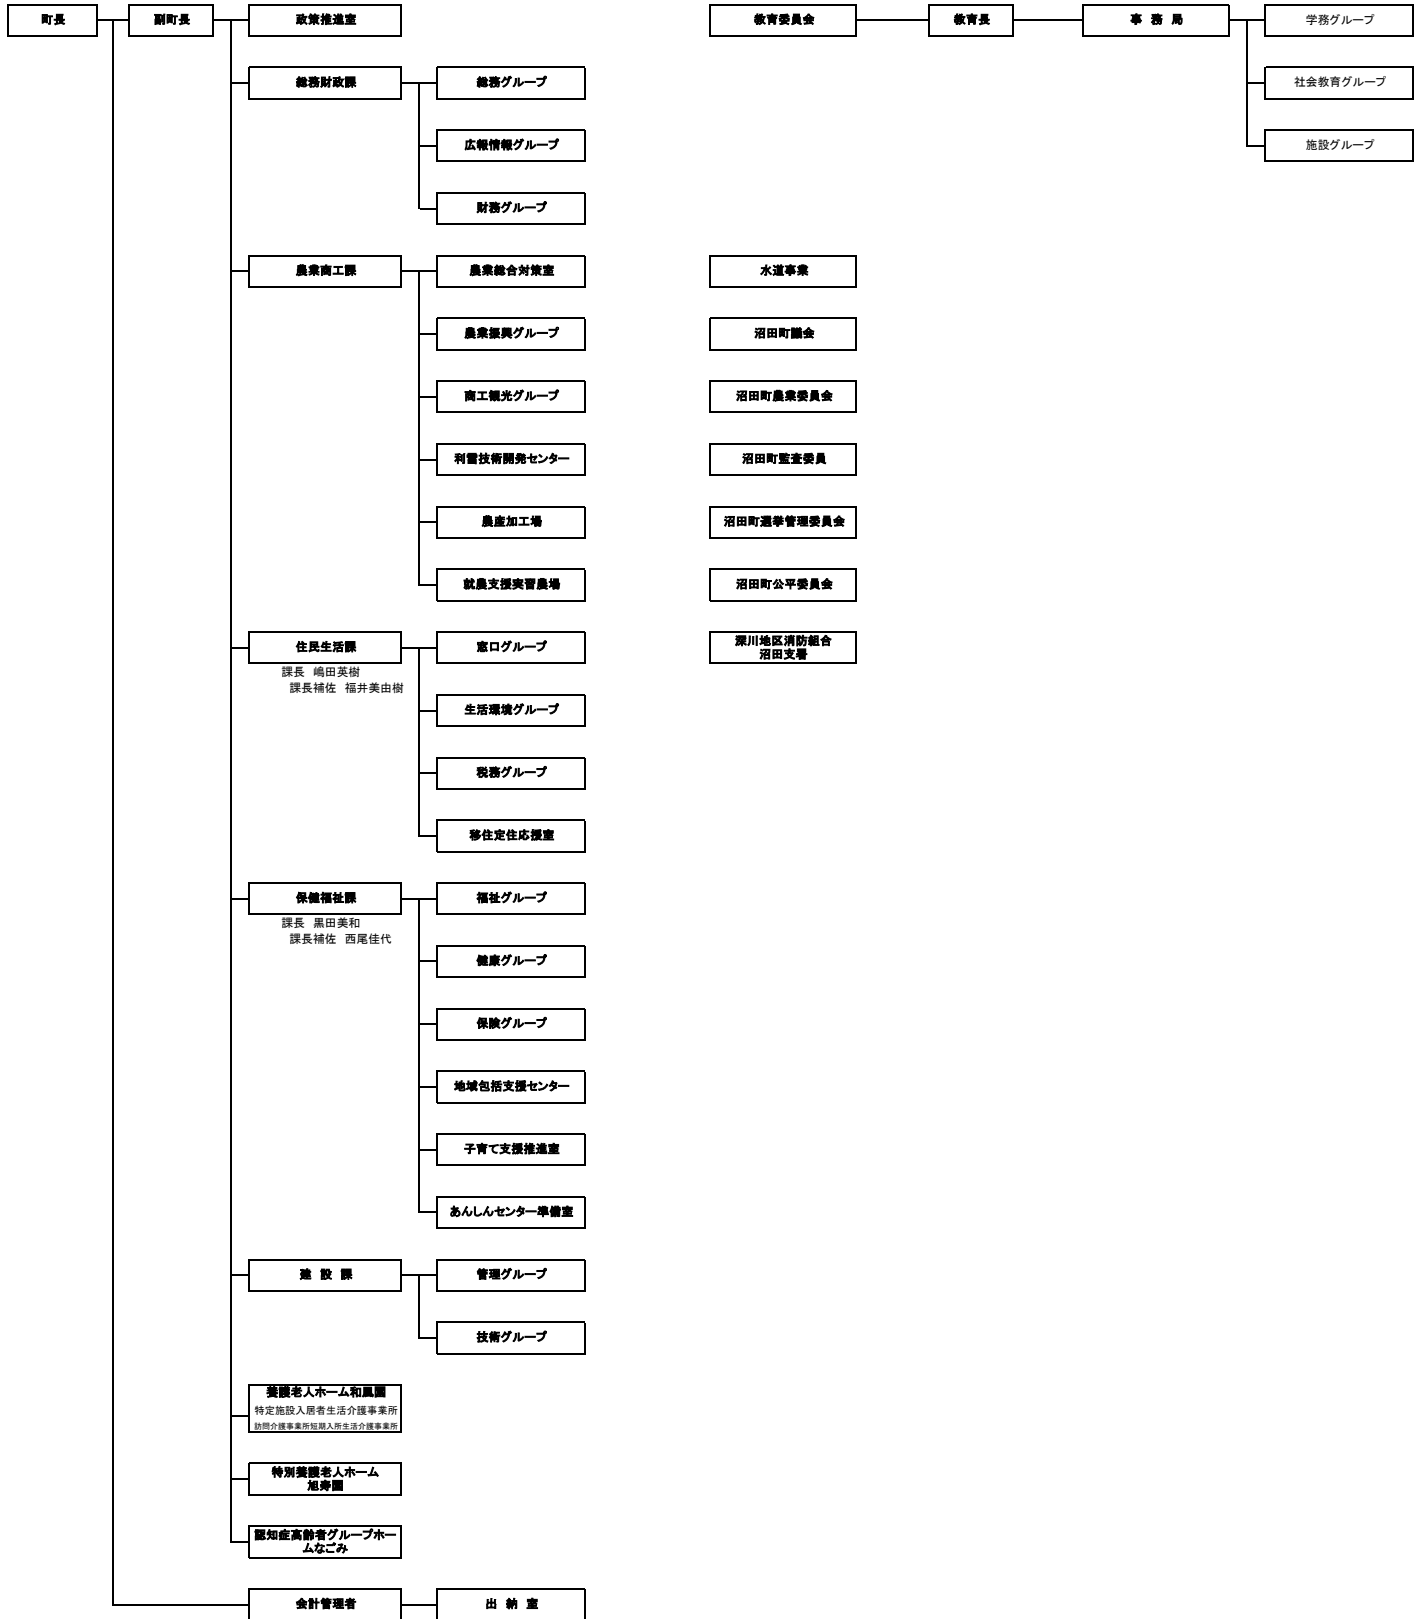 町長
副町長
政策推進室
総務財政課
総務グループ
広報情報グループ
財務グループ
農業商工課
農業総合対策室
農業振興グループ
商工観光グループ
利雪技術開発センター
農産加工場
就農支援実習農場
住民生活課
課長 嶋田英樹
課長補佐 福井美由樹
窓口グループ
生活環境グループ
税務グループ
移住定住応援室
保健福祉課
課長 黒田美和
課長補佐 西尾佳代
福祉グループ
健康グループ
保険グループ
地域包括支援センター
子育て支援推進室
あんしんセンター準備室
建 設 課
管理グループ
技術グループ
養護老人ホーム和風園
特定施設入居者生活介護事業所
訪問介護事業所短期入所生活介護事業所
特別養護老人ホーム
旭寿園
認知症高齢者グループホー
ムなごみ
会計管理者
出 納 室
教育委員会
教育長
事 務 局
学務グループ
社会教育グループ
施設グループ
水道事業
沼田町議会
沼田町農業委員会
沼田町監査委員
沼田町選挙管理委員会
沼田町公平委員会
深川地区消防組合
沼田支署